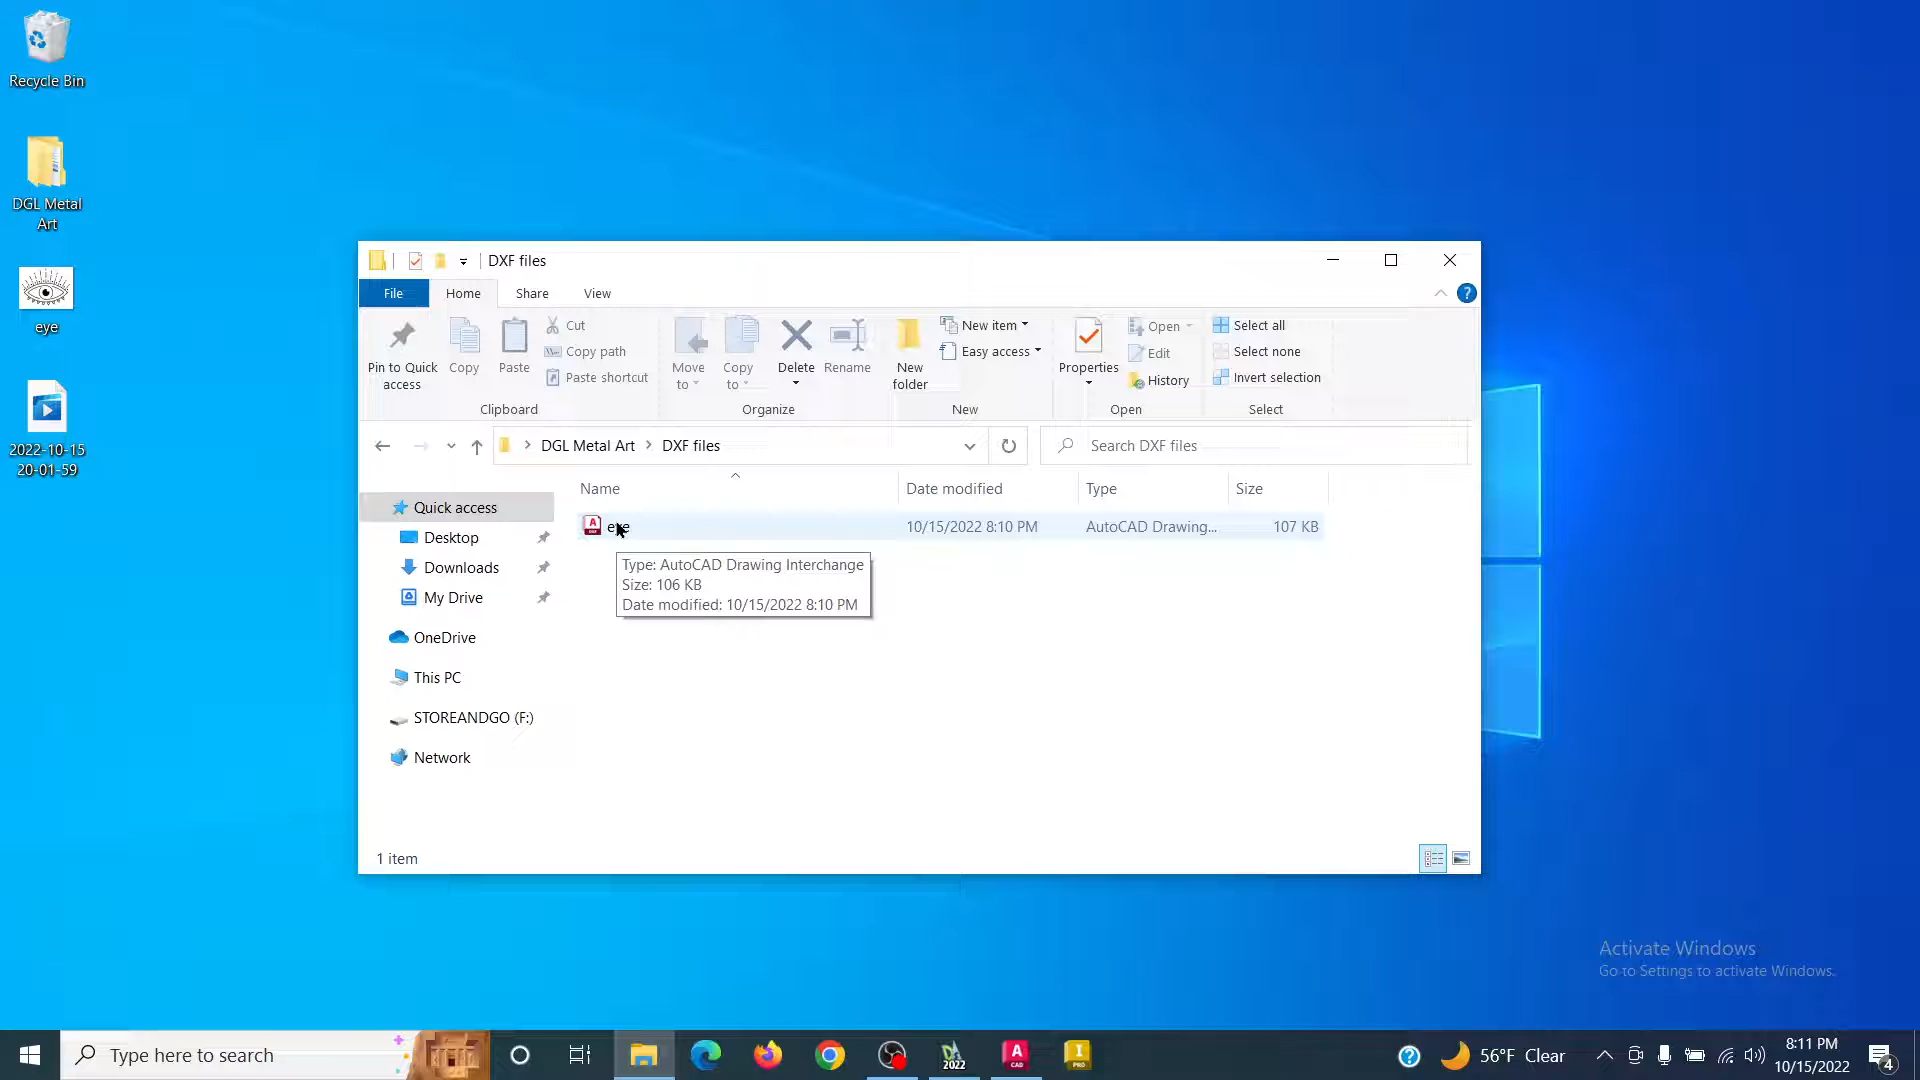 Recycle Bin
DGL Metal
Art
eye
2022-10-15
20-01-59
DXF files
File
Home
Share
View
Pin to Quick
access
Copy
Paste
Cut
Copy path
Paste shortcut
Clipboard
Move
to
Copy
to
Delete
Rename
Organize
New
folder
New item
Easy access
New
Properties
Open
Edit
History
Open
Select all
Select none
Invert selection
Select
DGL Metal Art
DXF files
Search DXF files
Name
Date modified
Type
Size
eye
10/15/2022 8:10 PM
AutoCAD Drawing...
107 KB
Type: AutoCAD Drawing Interchange
Size: 106 KB
Date modified: 10/15/2022 8:10 PM
Quick access
Desktop
Downloads
My Drive
OneDrive
This PC
STOREANDGO (F:)
Network
1 item
Activate Windows
Go to Settings to activate Windows.
Type here to search
2022
A
CAD
I
PRO
56°F Clear
8:11 PM
10/15/2022
4